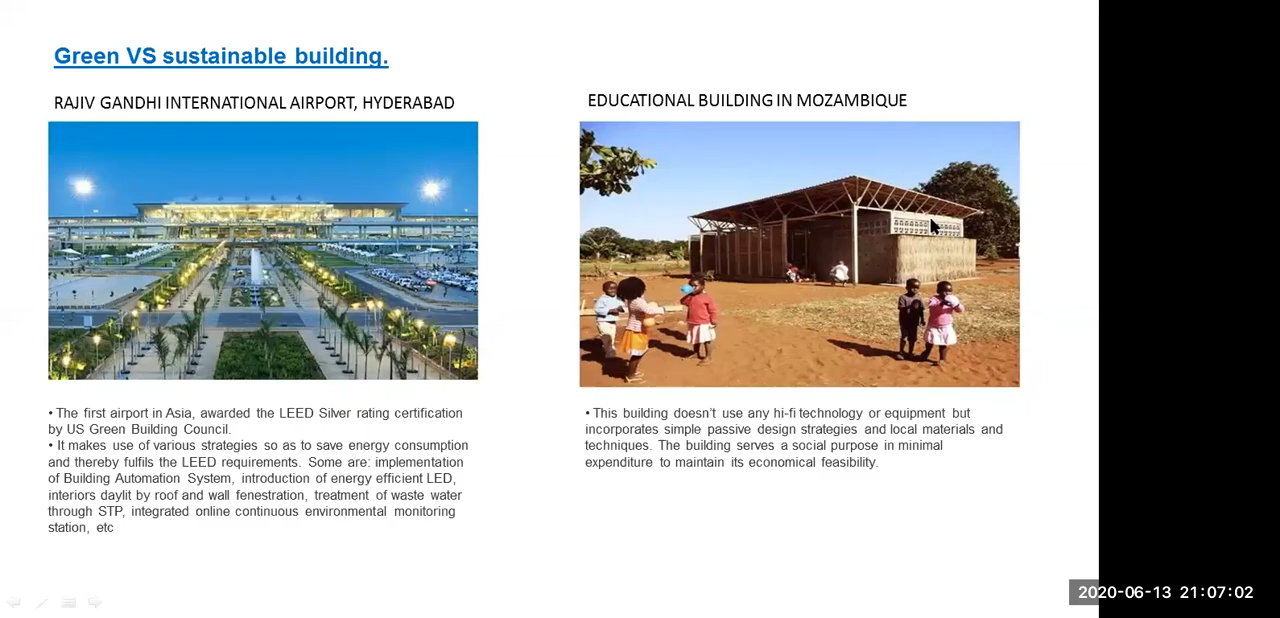 Green VS sustainable building.
RAJIV GANDHI INTERNATIONAL AIRPORT, HYDERABAD
• The first airport in Asia, awarded the LEED Silver rating certification
by US Green Building Council.
• It makes use of various strategies so as to save energy consumption
and thereby fulfils the LEED requirements. Some are: implementation
of Building Automation System, introduction of energy efficient LED,
interiors daylit by roof and wall fenestration, treatment of waste water
through STP, integrated online continuous environmental monitoring
station, etc
EDUCATIONAL BUILDING IN MOZAMBIQUE
• This building doesn’t use any hi-fi technology or equipment but
incorporates simple passive design strategies and local materials and
techniques. The building serves a social purpose in minimal
expenditure to maintain its economical feasibility.
2020-06-13 21:07:02